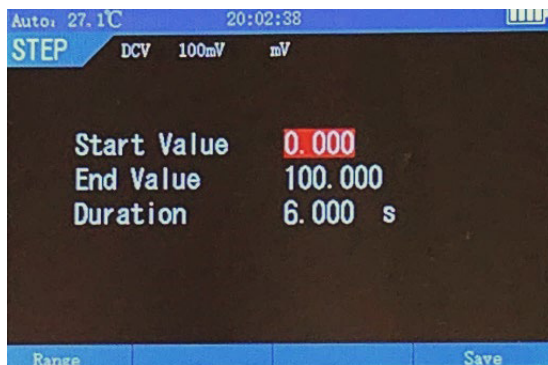 Auto: 27.1℃ 20:02:38
STEP DCV 100mV mV
Start Value 0.000
End Value 100.000
Duration 6.000 s
Range Save